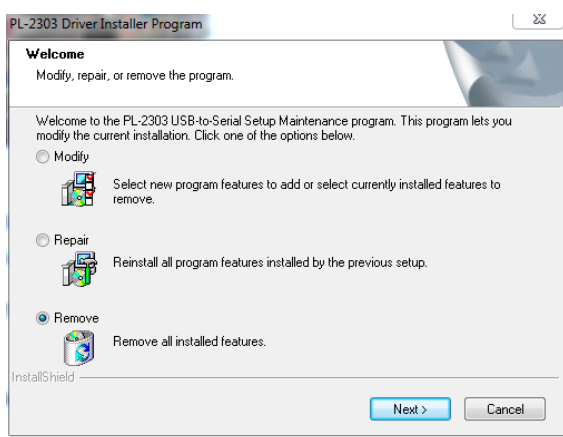 PL-2303 Driver Installer Program
Welcome
Modify, repair, or remove the program.
Welcome to the PL-2303 USB-to-Serial Setup Maintenance program. This program lets you
modify the current installation. Click one of the options below.
Modify
Select new program features to add or select currently installed features to
remove.
Repair
Reinstall all program features installed by the previous setup.
Remove
Remove all installed features.
InstallShield
Next >
Cancel